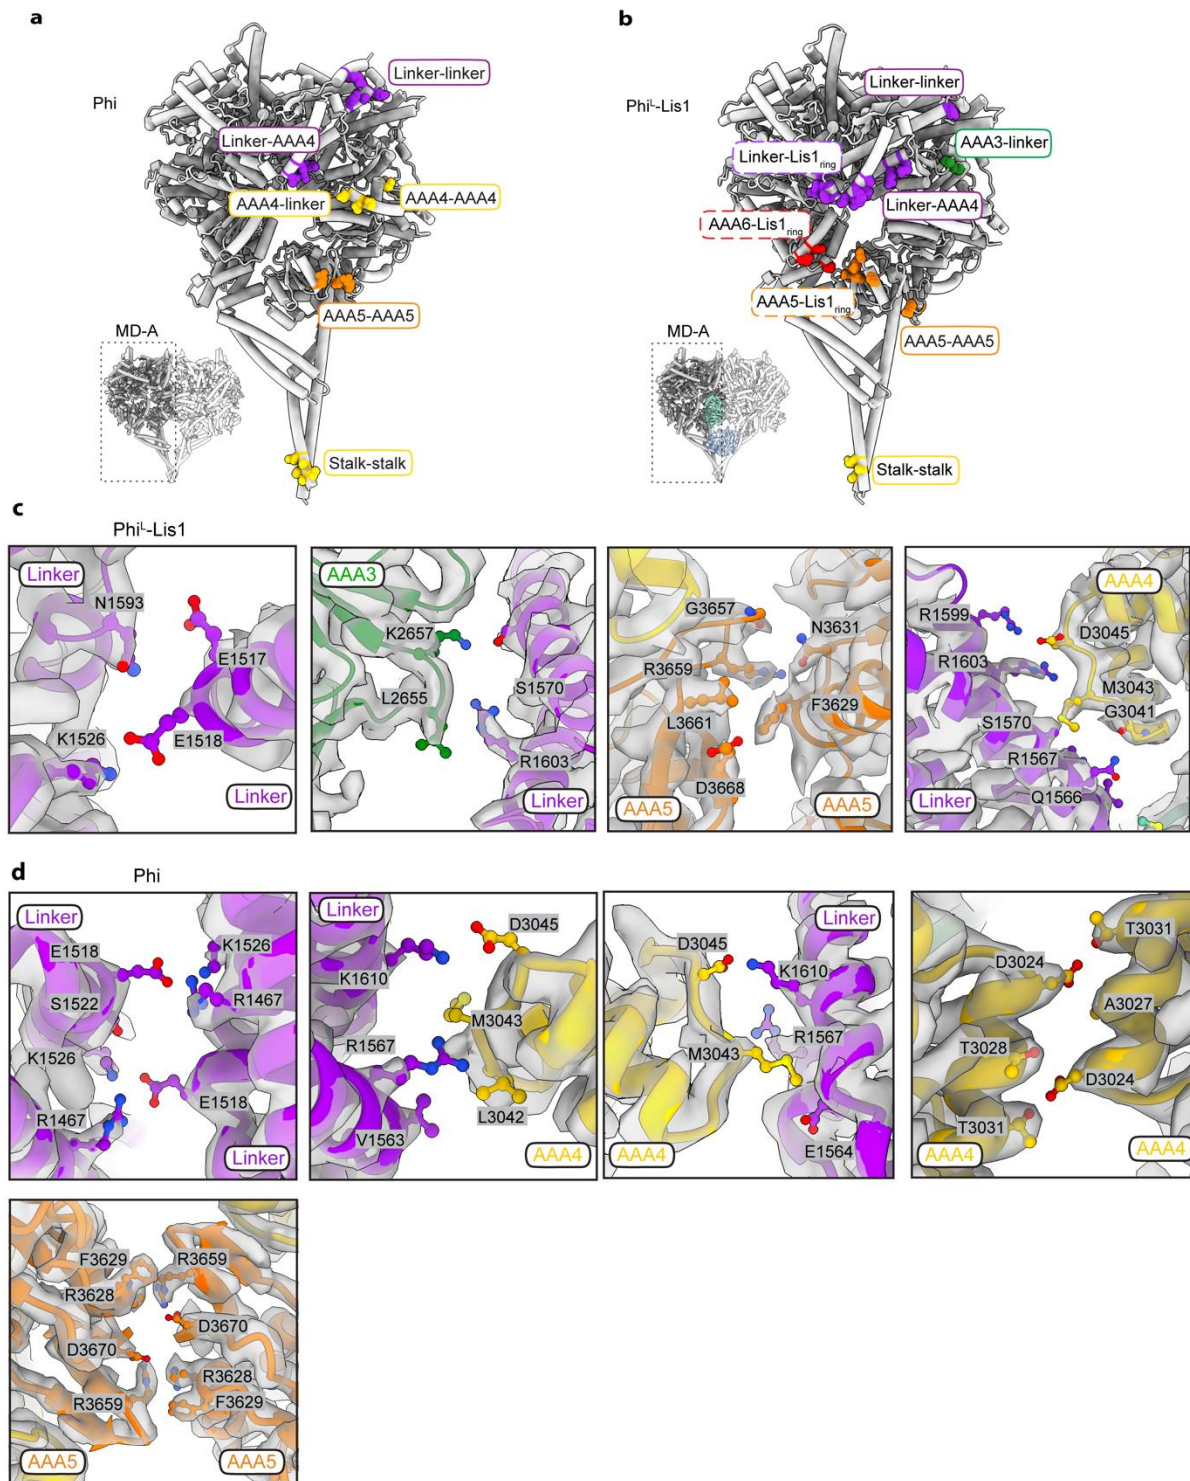 a
Phi
Linker-linker
Linker-AAA4
AAA4-linker
AAA4-AAA4
AAA5-AAA5
MD-A
Stalk-stalk
b
Phiᴸ-Lis1
Linker-linker
AAA3-linker
Linker-Lis1ring
Linker-AAA4
AAA6-Lis1ring
AAA5-Lis1ring
AAA5-AAA5
MD-A
Stalk-stalk
c
Phiᴸ-Lis1
Linker
N1593
E1517
K1526
E1518
Linker
AAA3
K2657
S1570
L2655
R1603
Linker
G3657
N3631
R3659
L3661
F3629
D3668
AAA5
AAA5
AAA4
R1599
D3045
R1603
M3043
S1570
G3041
R1567
Q1566
Linker
d
Phi
Linker
E1518
K1526
S1522
R1467
K1526
R1467
E1518
Linker
Linker
D3045
K1610
M3043
R1567
L3042
V1563
AAA4
Linker
D3045
K1610
R1567
M3043
E1564
AAA4
T3031
D3024
A3027
T3028
D3024
T3031
AAA4
AAA4
F3629
R3659
R3628
D3670
D3670
R3628
R3659
F3629
AAA5
AAA5